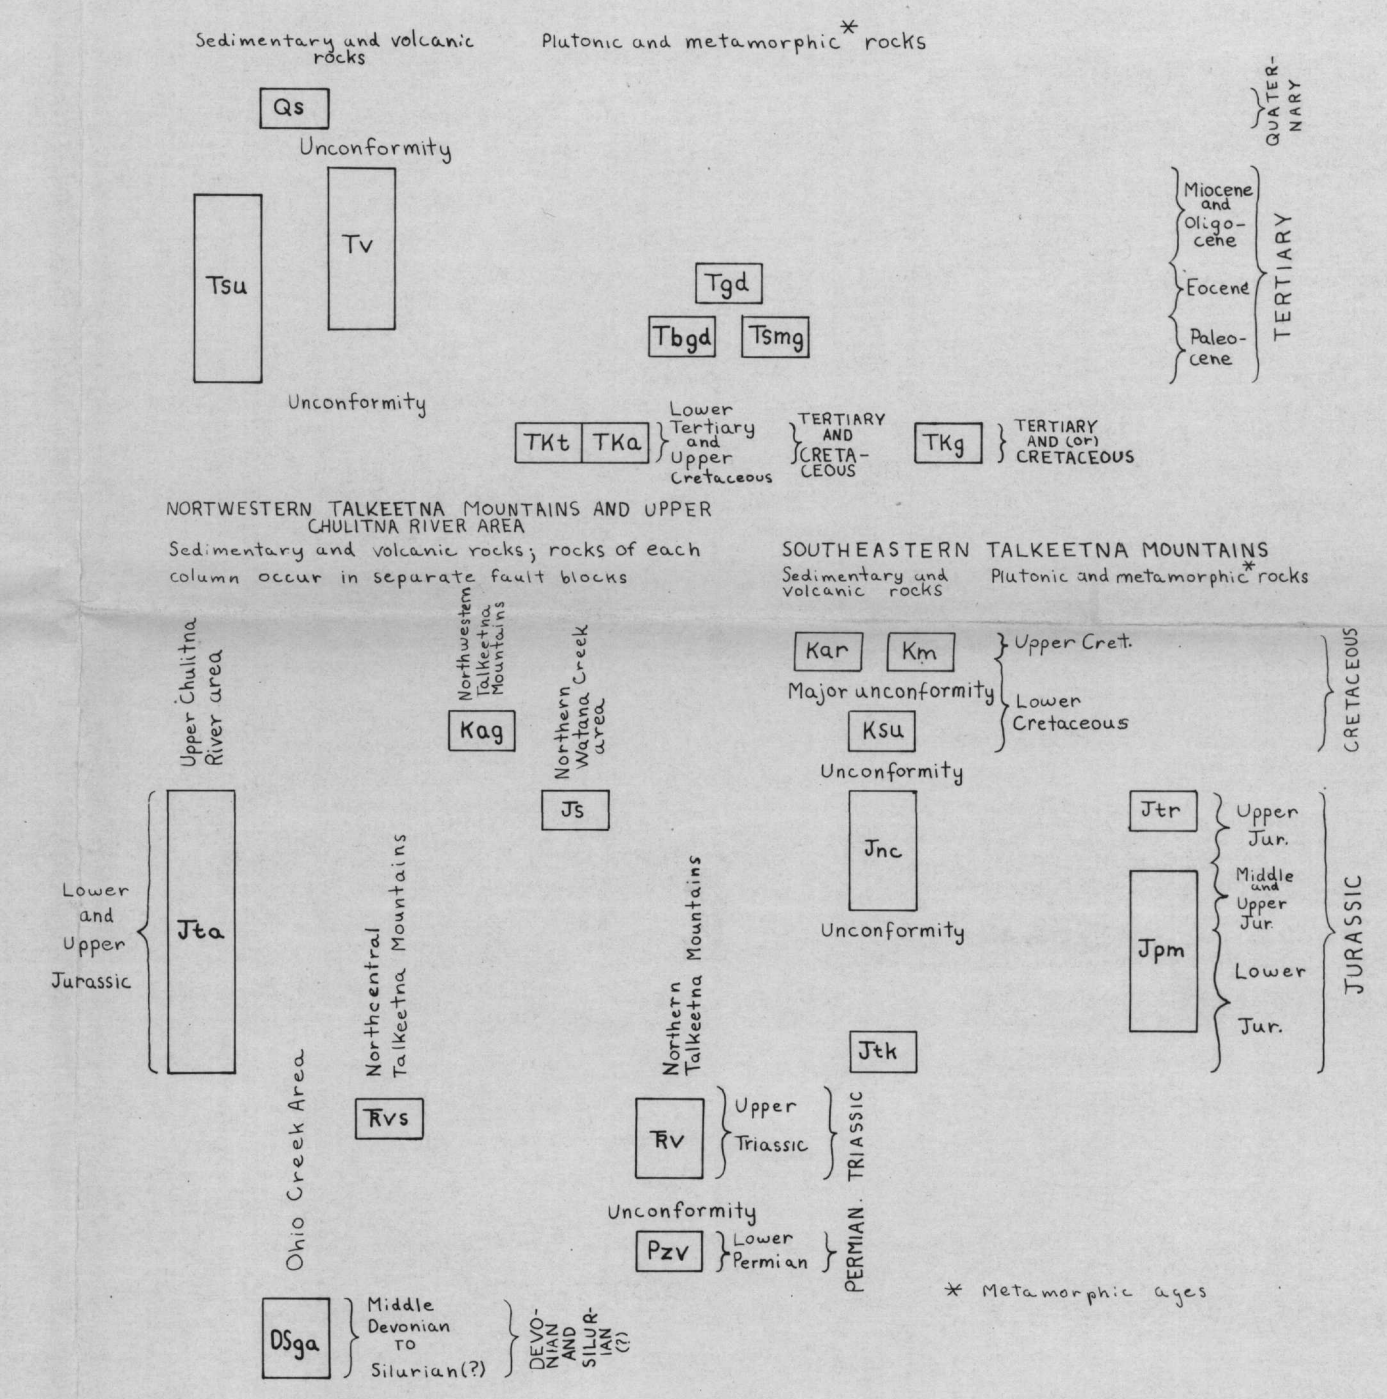 Sedimentary and volcanic
rocks
Plutonic and metamorphic* rocks
Qs
QUATER-
NARY
Unconformity
Tsu
Tv
Tgd
Tbgd
Tsmg
Miocene
and
Oligo-
cene
Eocene
Paleo-
cene
TERTIARY
Unconformity
TKt
TKa
Lower
Tertiary
and
Upper
Cretaceous
TERTIARY
AND
CRETA-
CEOUS
TKg
TERTIARY
AND (or)
CRETACEOUS
NORTWESTERN TALKEETNA MOUNTAINS AND UPPER
CHULITNA RIVER AREA
Sedimentary and volcanic rocks; rocks of each
column occur in separate fault blocks
SOUTHEASTERN TALKEETNA MOUNTAINS
Sedimentary and
volcanic rocks
Plutonic and metamorphic* rocks
Upper Chulitna
River area
Northwestern
Talkeetna
Mountains
Kag
Northern
Watana Creek
area
Js
Kar
Km
Upper Cret.
Major unconformity
Lower
Cretaceous
Ksu
CRETACEOUS
Unconformity
Lower
and
Upper
Jurassic
Jta
Jnc
Jtr
Upper
Jur.
Middle
and
Upper
Jur.
Jpm
Lower
Jur.
JURASSIC
Unconformity
Jtk
Northcentral
Talkeetna Mountains
Ꞣvs
Northern
Talkeetna Mountains
Ꞣv
Upper
Triassic
TRIASSIC
Unconformity
Pzv
Lower
Permian
PERMIAN.
Ohio Creek Area
DSga
Middle
Devonian
TO
Silurian(?)
DEVO-
NIAN
AND
SILUR-
IAN
(?)
* Metamorphic ages